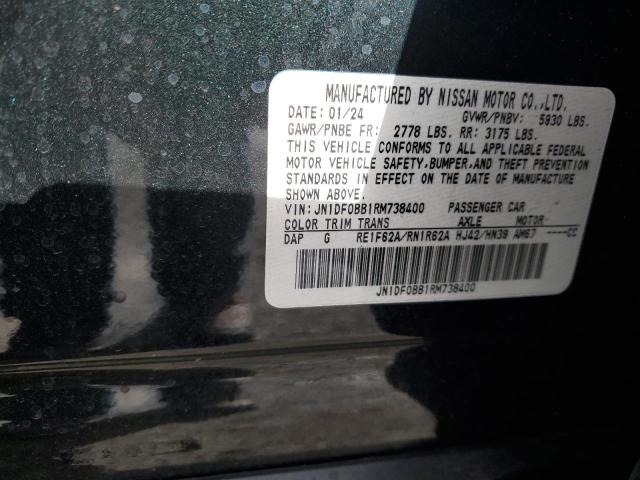 MANUFACTURED BY NISSAN MOTOR CO.,LTD.
DATE: 01/24 GVWR/PNBV: 5930 LBS.
GAWR/PNBE FR: 2778 LBS. RR: 3175 LBS.
THIS VEHICLE CONFORMS TO ALL APPLICABLE FEDERAL
MOTOR VEHICLE SAFETY,BUMPER,AND THEFT PREVENTION
STANDARDS IN EFFECT ON THE DATE OF MANUFACTURE
SHOWN ABOVE.
VIN: JN1DF0BB1RM738400 PASSENGER CAR
COLOR TRIM TRANS AXLE MOTOR
DAP G RE1F62A/RN1R62A HJ42/HN39 AM67 ----CC
JN1DF0BB1RM738400